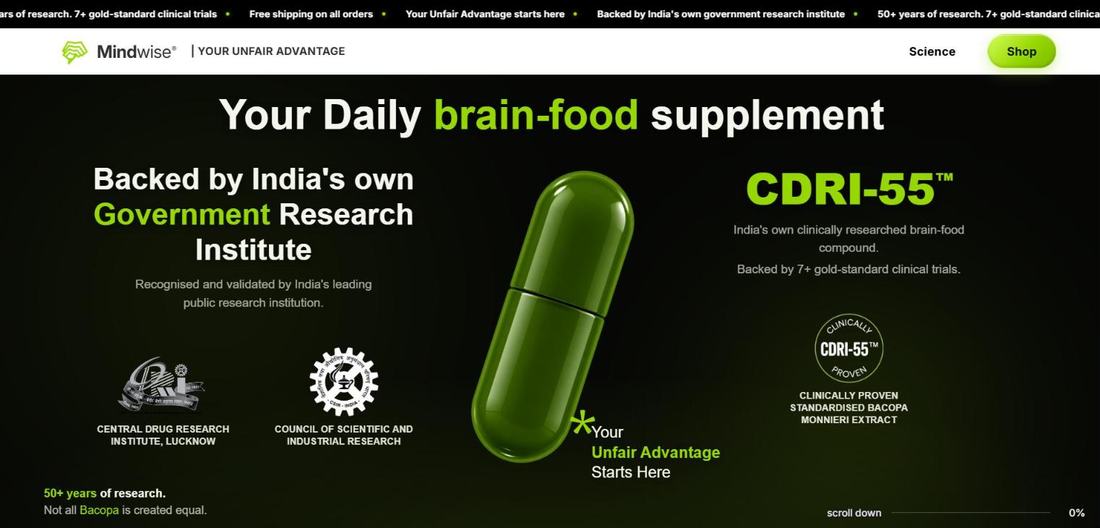 ars of research. 7+ gold-standard clinical trials • Free shipping on all orders • Your Unfair Advantage starts here • Backed by India's own government research institute • 50+ years of research. 7+ gold-standard clinica
Mindwise® | YOUR UNFAIR ADVANTAGE
Science
Shop
Your Daily brain-food supplement
Backed by India's own
Government Research
Institute
Recognised and validated by India's leading
public research institution.
CENTRAL DRUG RESEARCH
INSTITUTE, LUCKNOW
CSIR - INDIA
COUNCIL OF SCIENTIFIC AND
INDUSTRIAL RESEARCH
50+ years of research.
Not all Bacopa is created equal.
*Your
Unfair Advantage
Starts Here
CDRI-55™
India's own clinically researched brain-food
compound.
Backed by 7+ gold-standard clinical trials.
CLINICALLY
CDRI-55™
PROVEN
CLINICALLY PROVEN
STANDARDISED BACOPA
MONNIERI EXTRACT
scroll down
0%